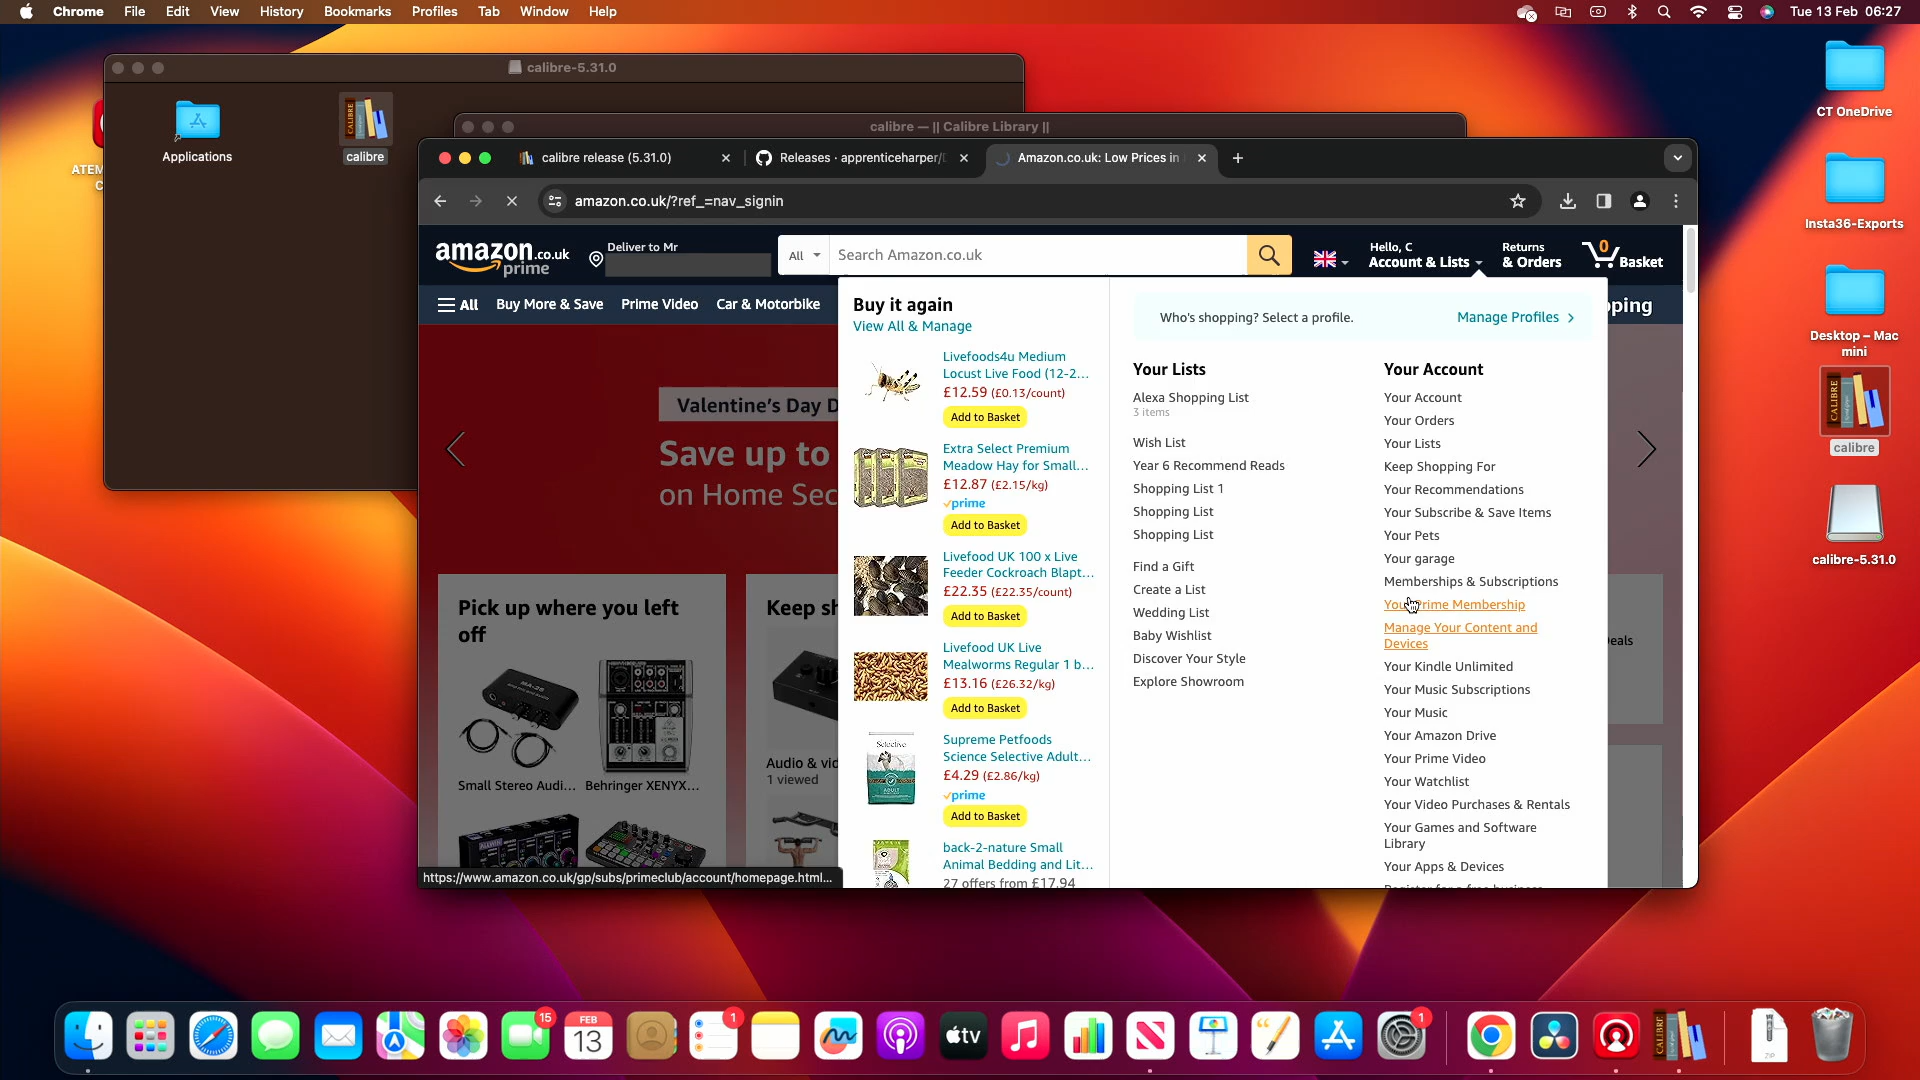 Chrome File Edit View History Bookmarks Profiles Tab Window Help
Tue 13 Feb 06:27
calibre-5.31.0
Applications
calibre
ATEM
calibre — || Calibre Library ||
calibre release (5.31.0)
Releases · apprenticeharper/
Amazon.co.uk: Low Prices in
amazon.co.uk/?ref_=nav_signin
amazon.co.uk
prime
Deliver to Mr
All
Search Amazon.co.uk
Hello, C
Account & Lists
Returns
& Orders
0
Basket
All Buy More & Save Prime Video Car & Motorbike
pping
Valentine's Day D
Save up to
on Home Sec
Pick up where you left
off
Small Stereo Audi...
Behringer XENYX...
Keep sh
Audio & vid
1 viewed
eals
Buy it again
View All & Manage
Livefoods4u Medium
Locust Live Food (12-2...
£12.59 (£0.13/count)
Add to Basket
Extra Select Premium
Meadow Hay for Small...
£12.87 (£2.15/kg)
prime
Add to Basket
Livefood UK 100 x Live
Feeder Cockroach Blapt...
£22.35 (£22.35/count)
Add to Basket
Livefood UK Live
Mealworms Regular 1 b...
£13.16 (£26.32/kg)
Add to Basket
Supreme Petfoods
Science Selective Adult...
£4.29 (£2.86/kg)
prime
Add to Basket
back-2-nature Small
Animal Bedding and Lit...
27 offers from £17.94
Who's shopping? Select a profile.
Manage Profiles
Your Lists
Alexa Shopping List
3 items
Wish List
Year 6 Recommend Reads
Shopping List 1
Shopping List
Shopping List
Find a Gift
Create a List
Wedding List
Baby Wishlist
Discover Your Style
Explore Showroom
Your Account
Your Account
Your Orders
Your Lists
Keep Shopping For
Your Recommendations
Your Subscribe & Save Items
Your Pets
Your garage
Memberships & Subscriptions
Your Prime Membership
Manage Your Content and
Devices
Your Kindle Unlimited
Your Music Subscriptions
Your Music
Your Amazon Drive
Your Prime Video
Your Watchlist
Your Video Purchases & Rentals
Your Games and Software
Library
Your Apps & Devices
https://www.amazon.co.uk/gp/subs/primeclub/account/homepage.html...
CT OneDrive
Insta36-Exports
Desktop – Mac
mini
calibre
calibre-5.31.0
15
FEB
13
1
tv
1
ZIP